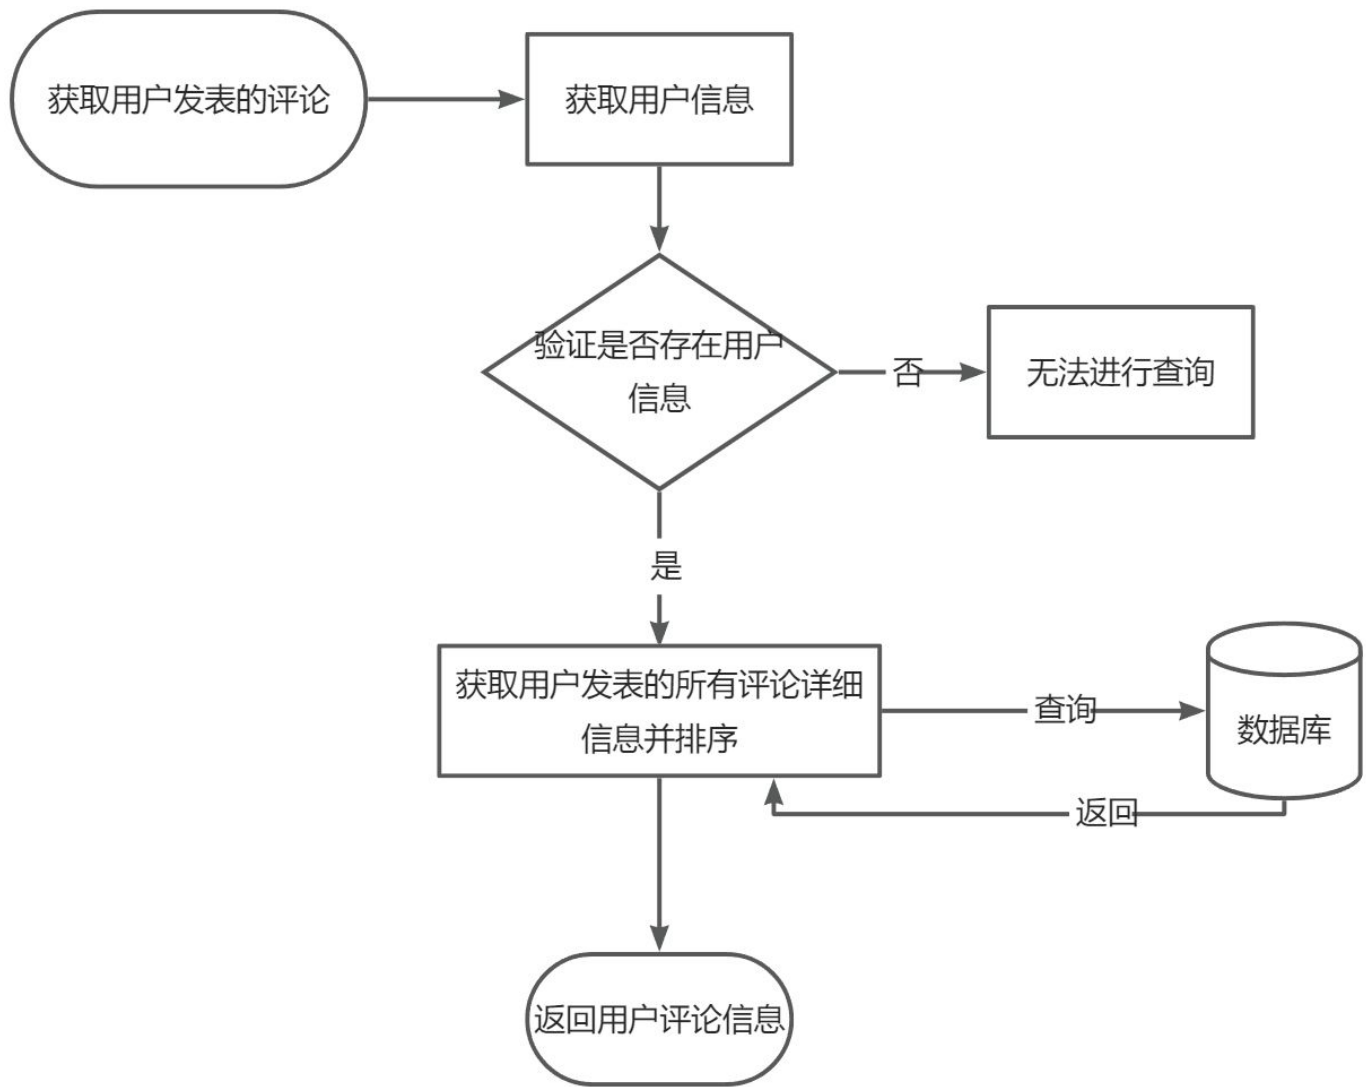 获取用户发表的评论
获取用户信息
验证是否存在用户
信息
否
无法进行查询
是
获取用户发表的所有评论详细
信息并排序
查询
数据库
返回
返回用户评论信息